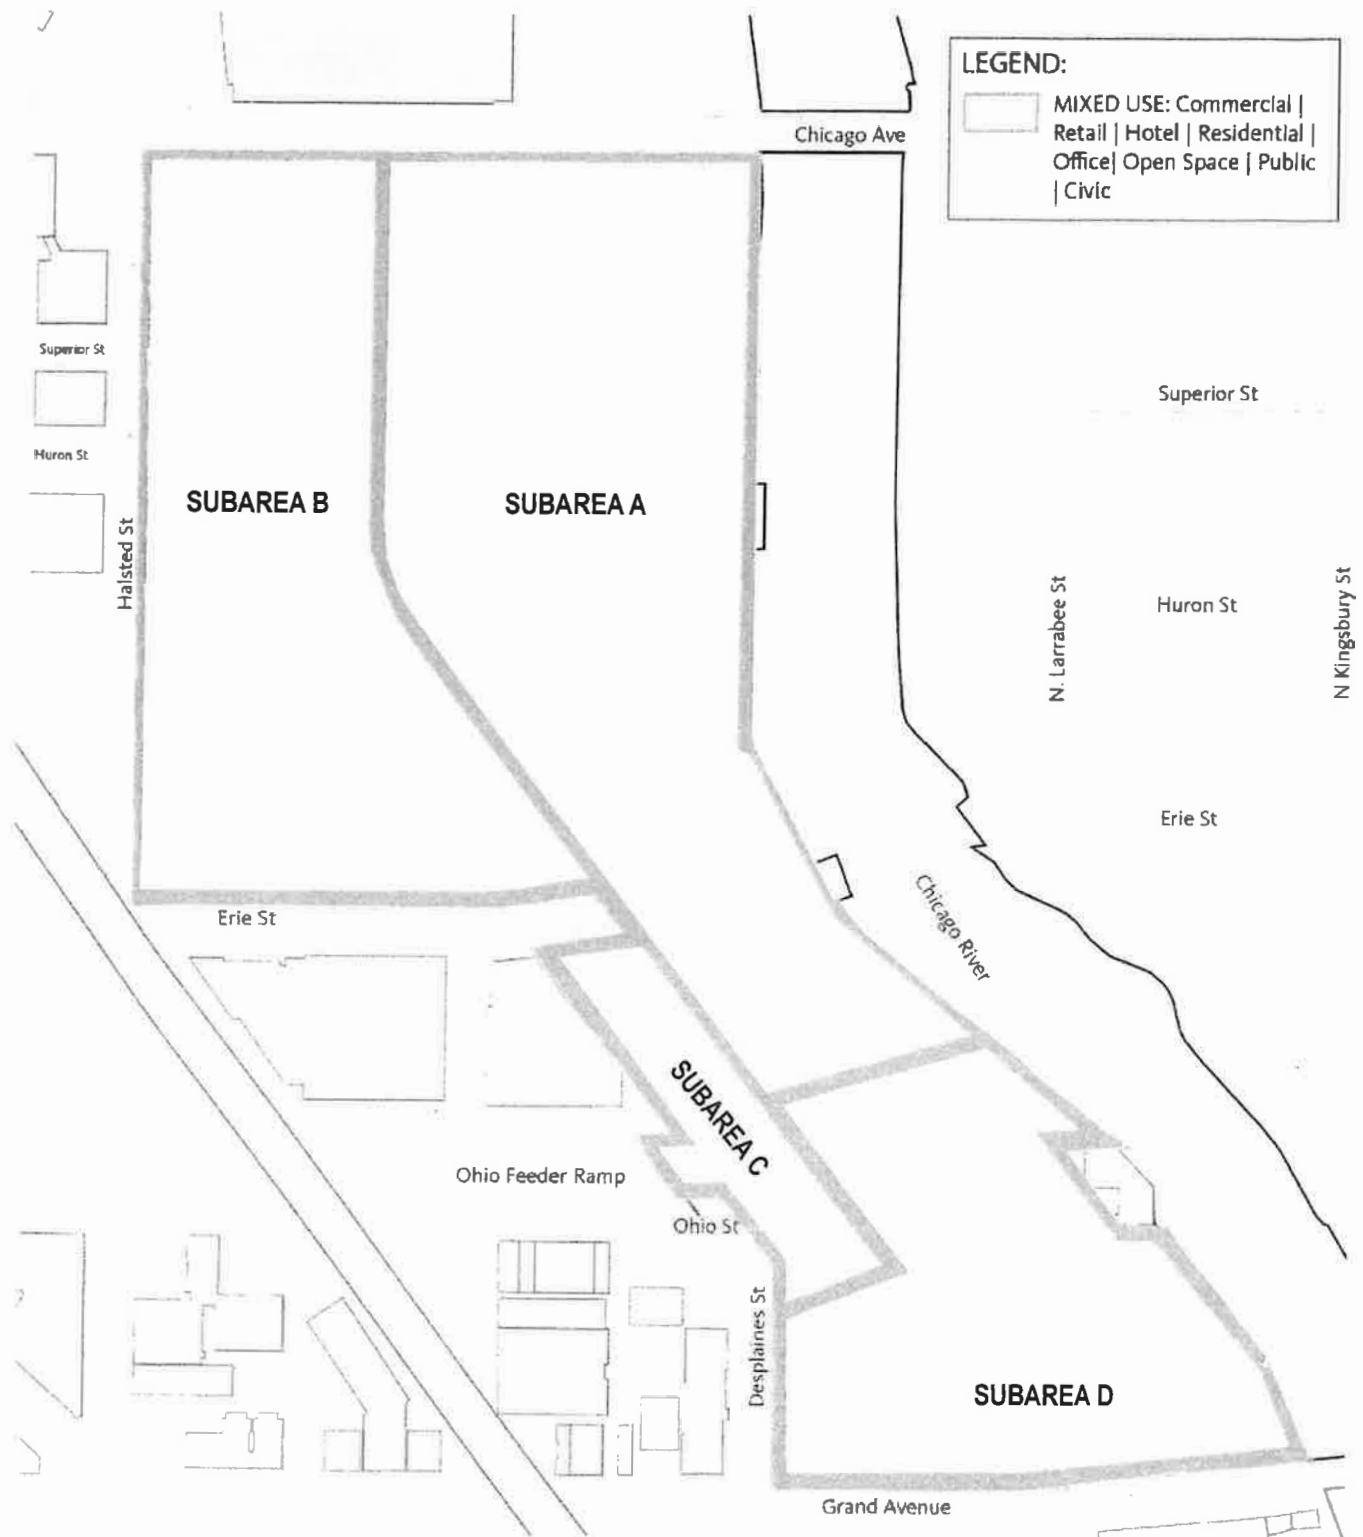 LEGEND:
MIXED USE: Commercial |
Retail | Hotel | Residential |
Office| Open Space | Public
| Civic
Chicago Ave
Superior St
Superior St
Huron St
SUBAREA B
SUBAREA A
Halsted St
N. Larrabee St
Huron St
N Kingsbury St
Erie St
Erie St
Chicago River
SUBAREA C
Ohio Feeder Ramp
Ohio St
Desplaines St
SUBAREA D
Grand Avenue